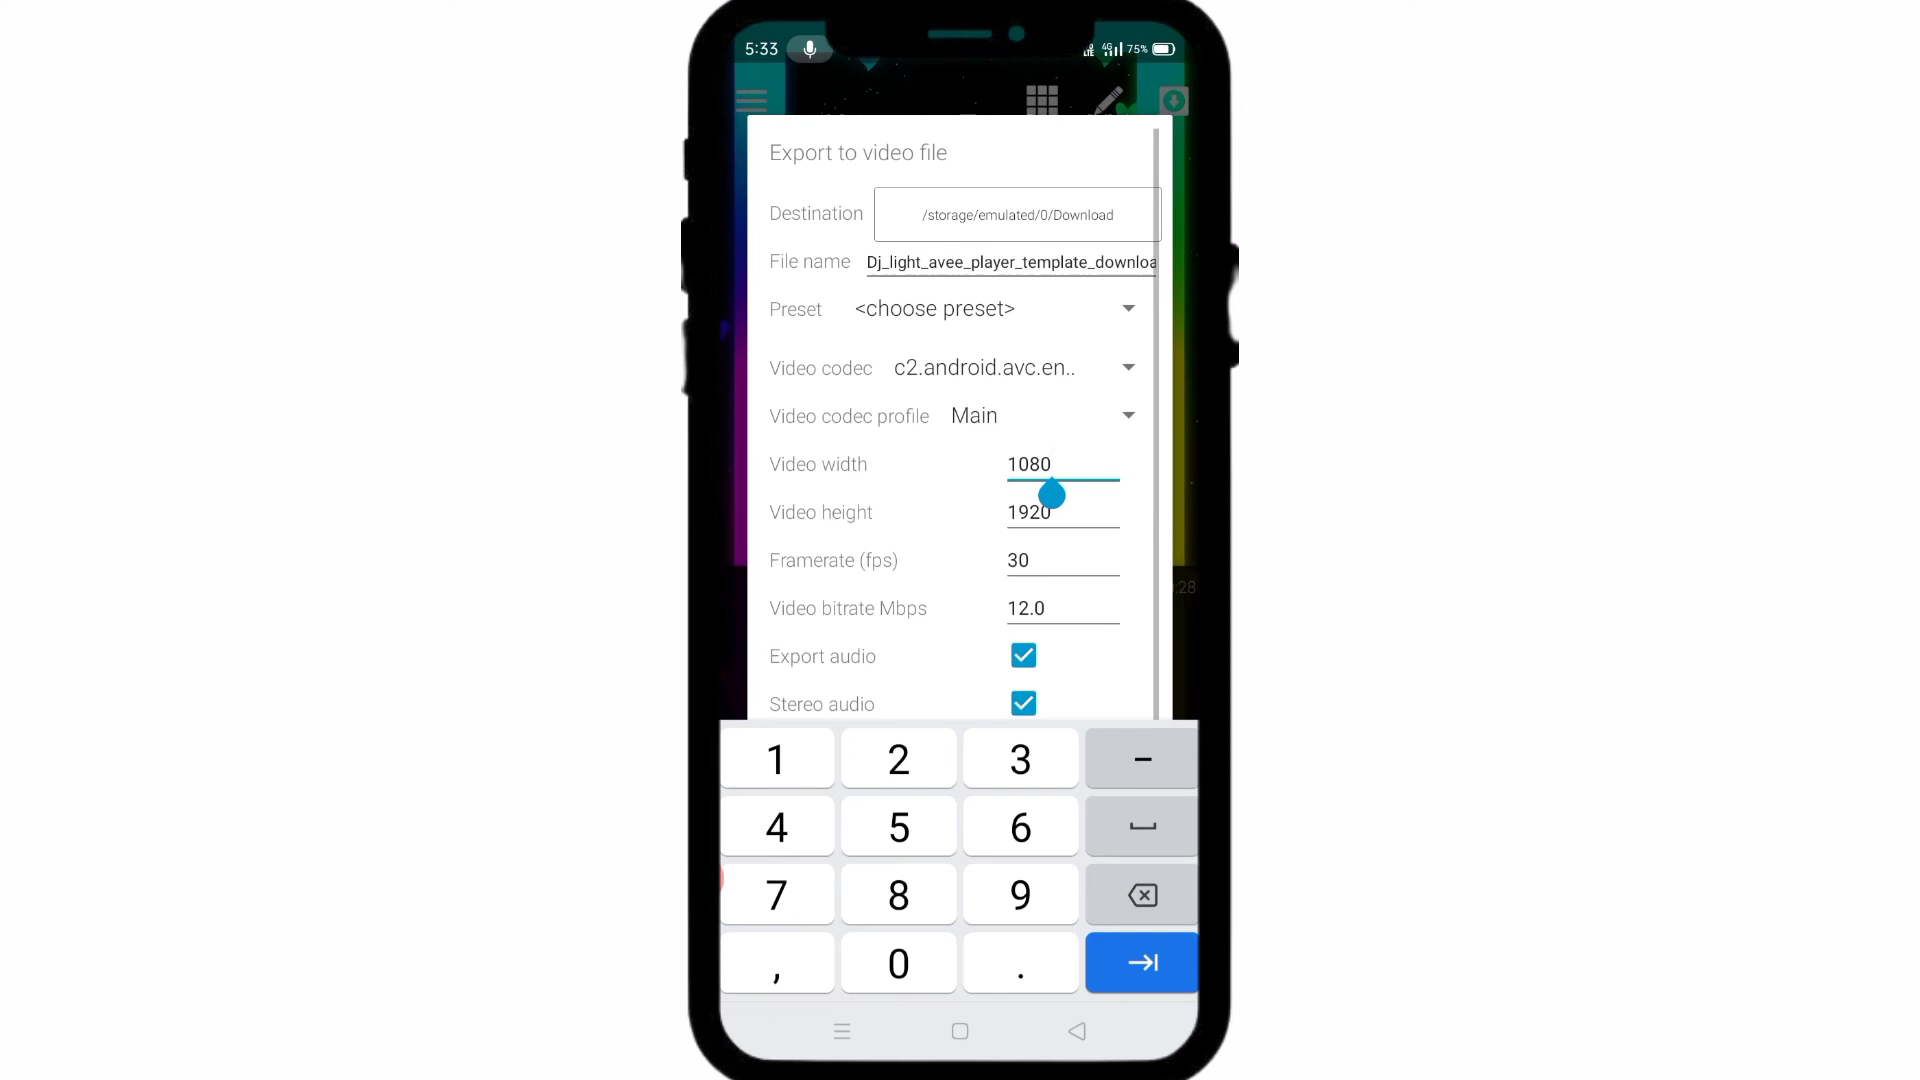 5:33
4G 75%
Export to video file
Destination /storage/emulated/0/Download
File name Dj_light_avee_player_template_downloa
Preset <choose preset>
Video codec c2.android.avc.en..
Video codec profile Main
Video width 1080
Video height 1920
Framerate (fps) 30
:28
Video bitrate Mbps 12.0
Export audio
Stereo audio
1 2 3 –
4 5 6
7 8 9
, 0 .